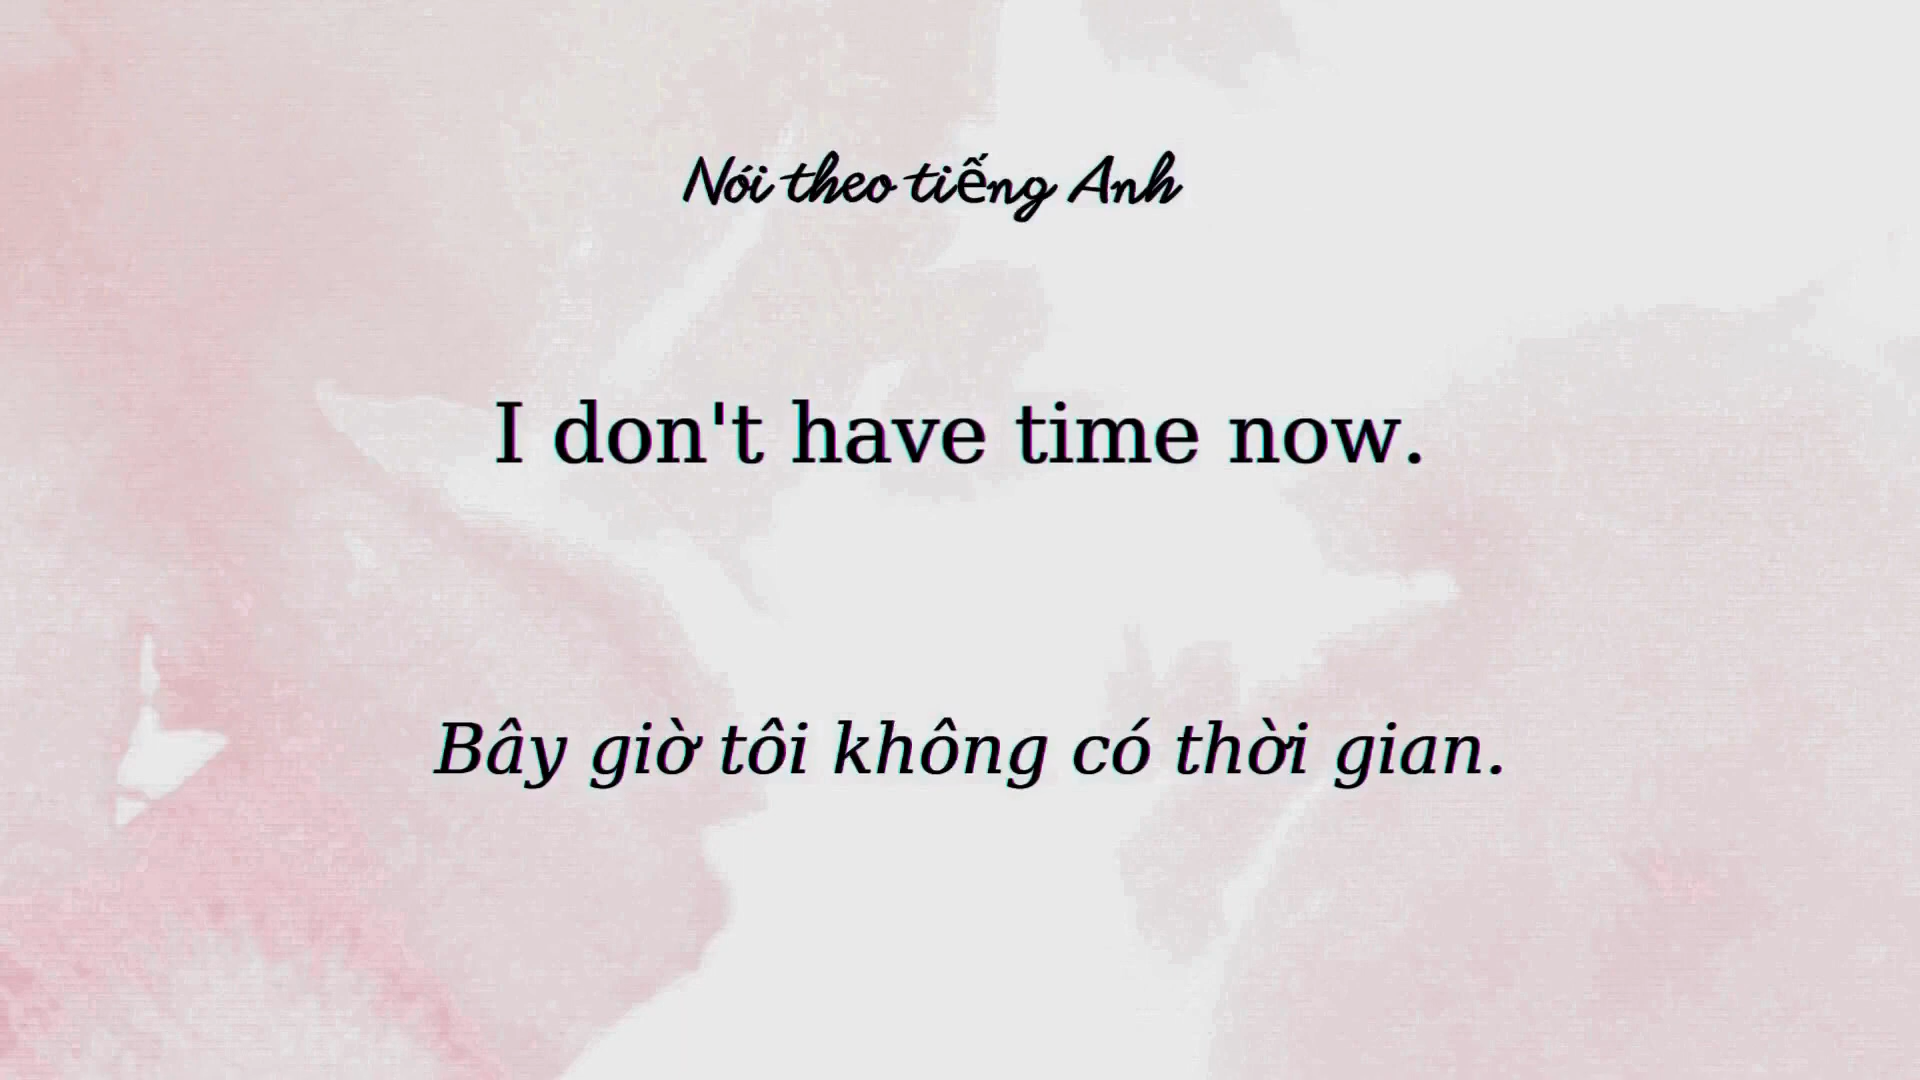 Nói theo tiếng Anh
I don't have time now.
Bây giờ tôi không có thời gian.